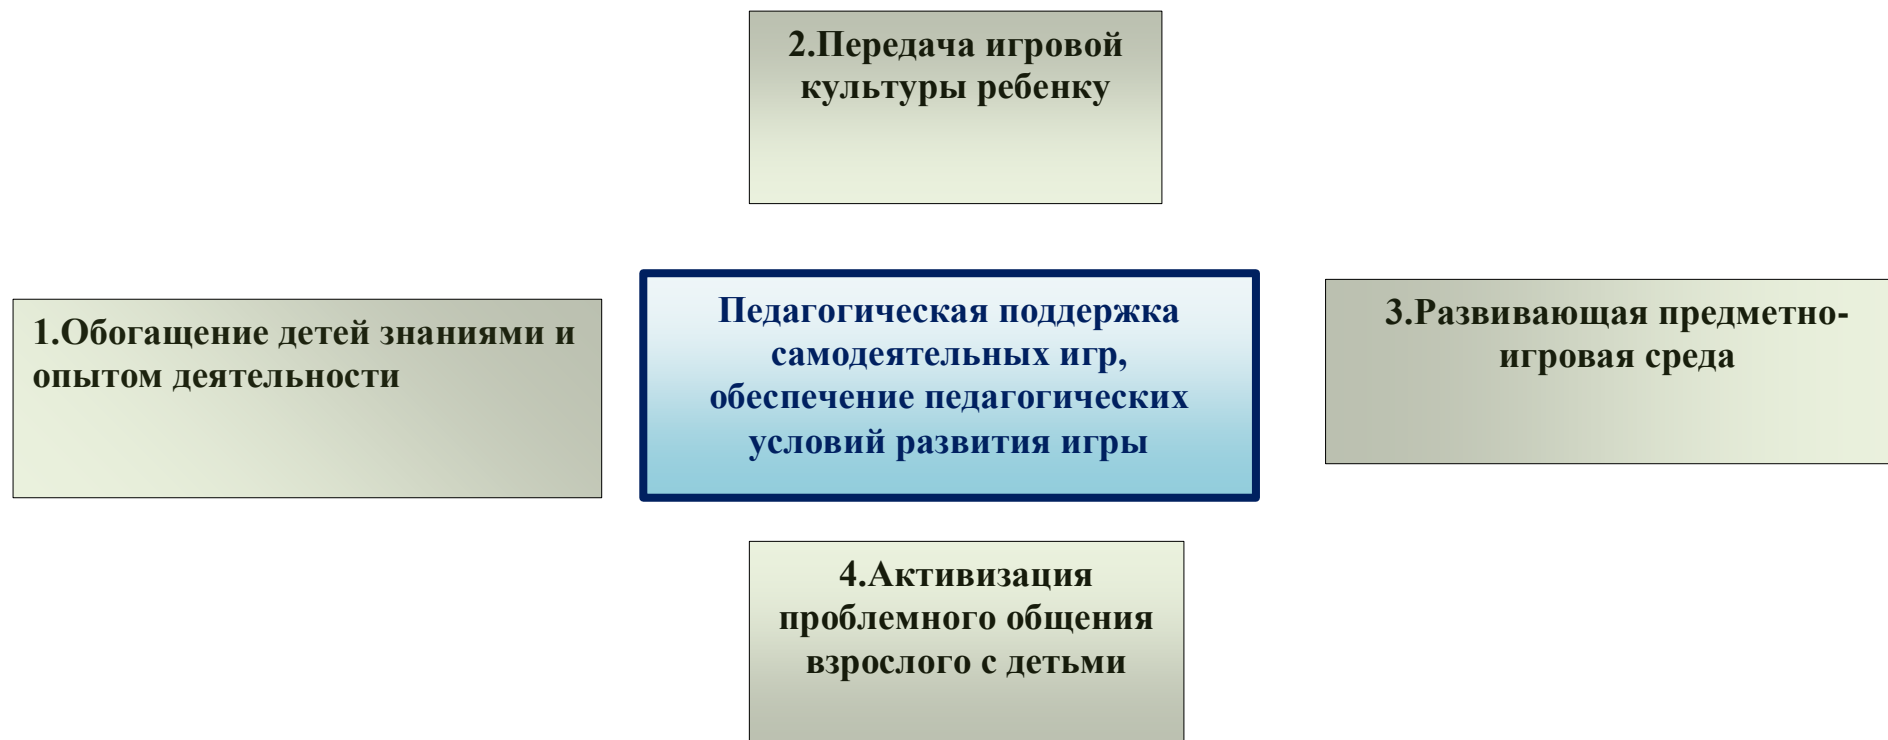 2.Передача игровой
культуры ребенку
1.Обогащение детей знаниями и
опытом деятельности
Педагогическая поддержка
самодеятельных игр,
обеспечение педагогических
условий развития игры
3.Развивающая предметно-
игровая среда
4.Активизация
проблемного общения
взрослого с детьми